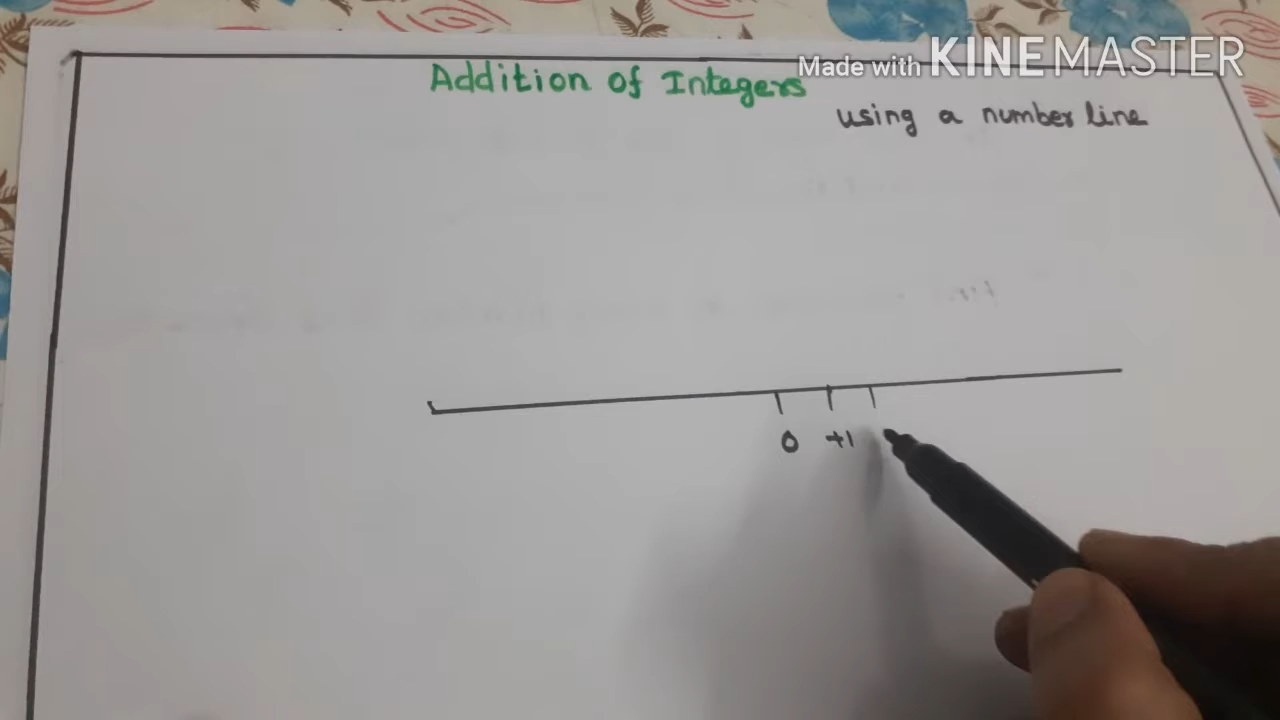 Made with KINEMASTER
Addition of Integers
using a number line
0 +1